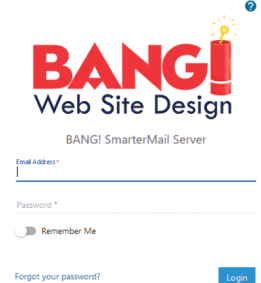 ?
BANG!
Web Site Design
BANG! SmarterMail Server
Email Address *
Password *
Remember Me
Forgot your password?
Login